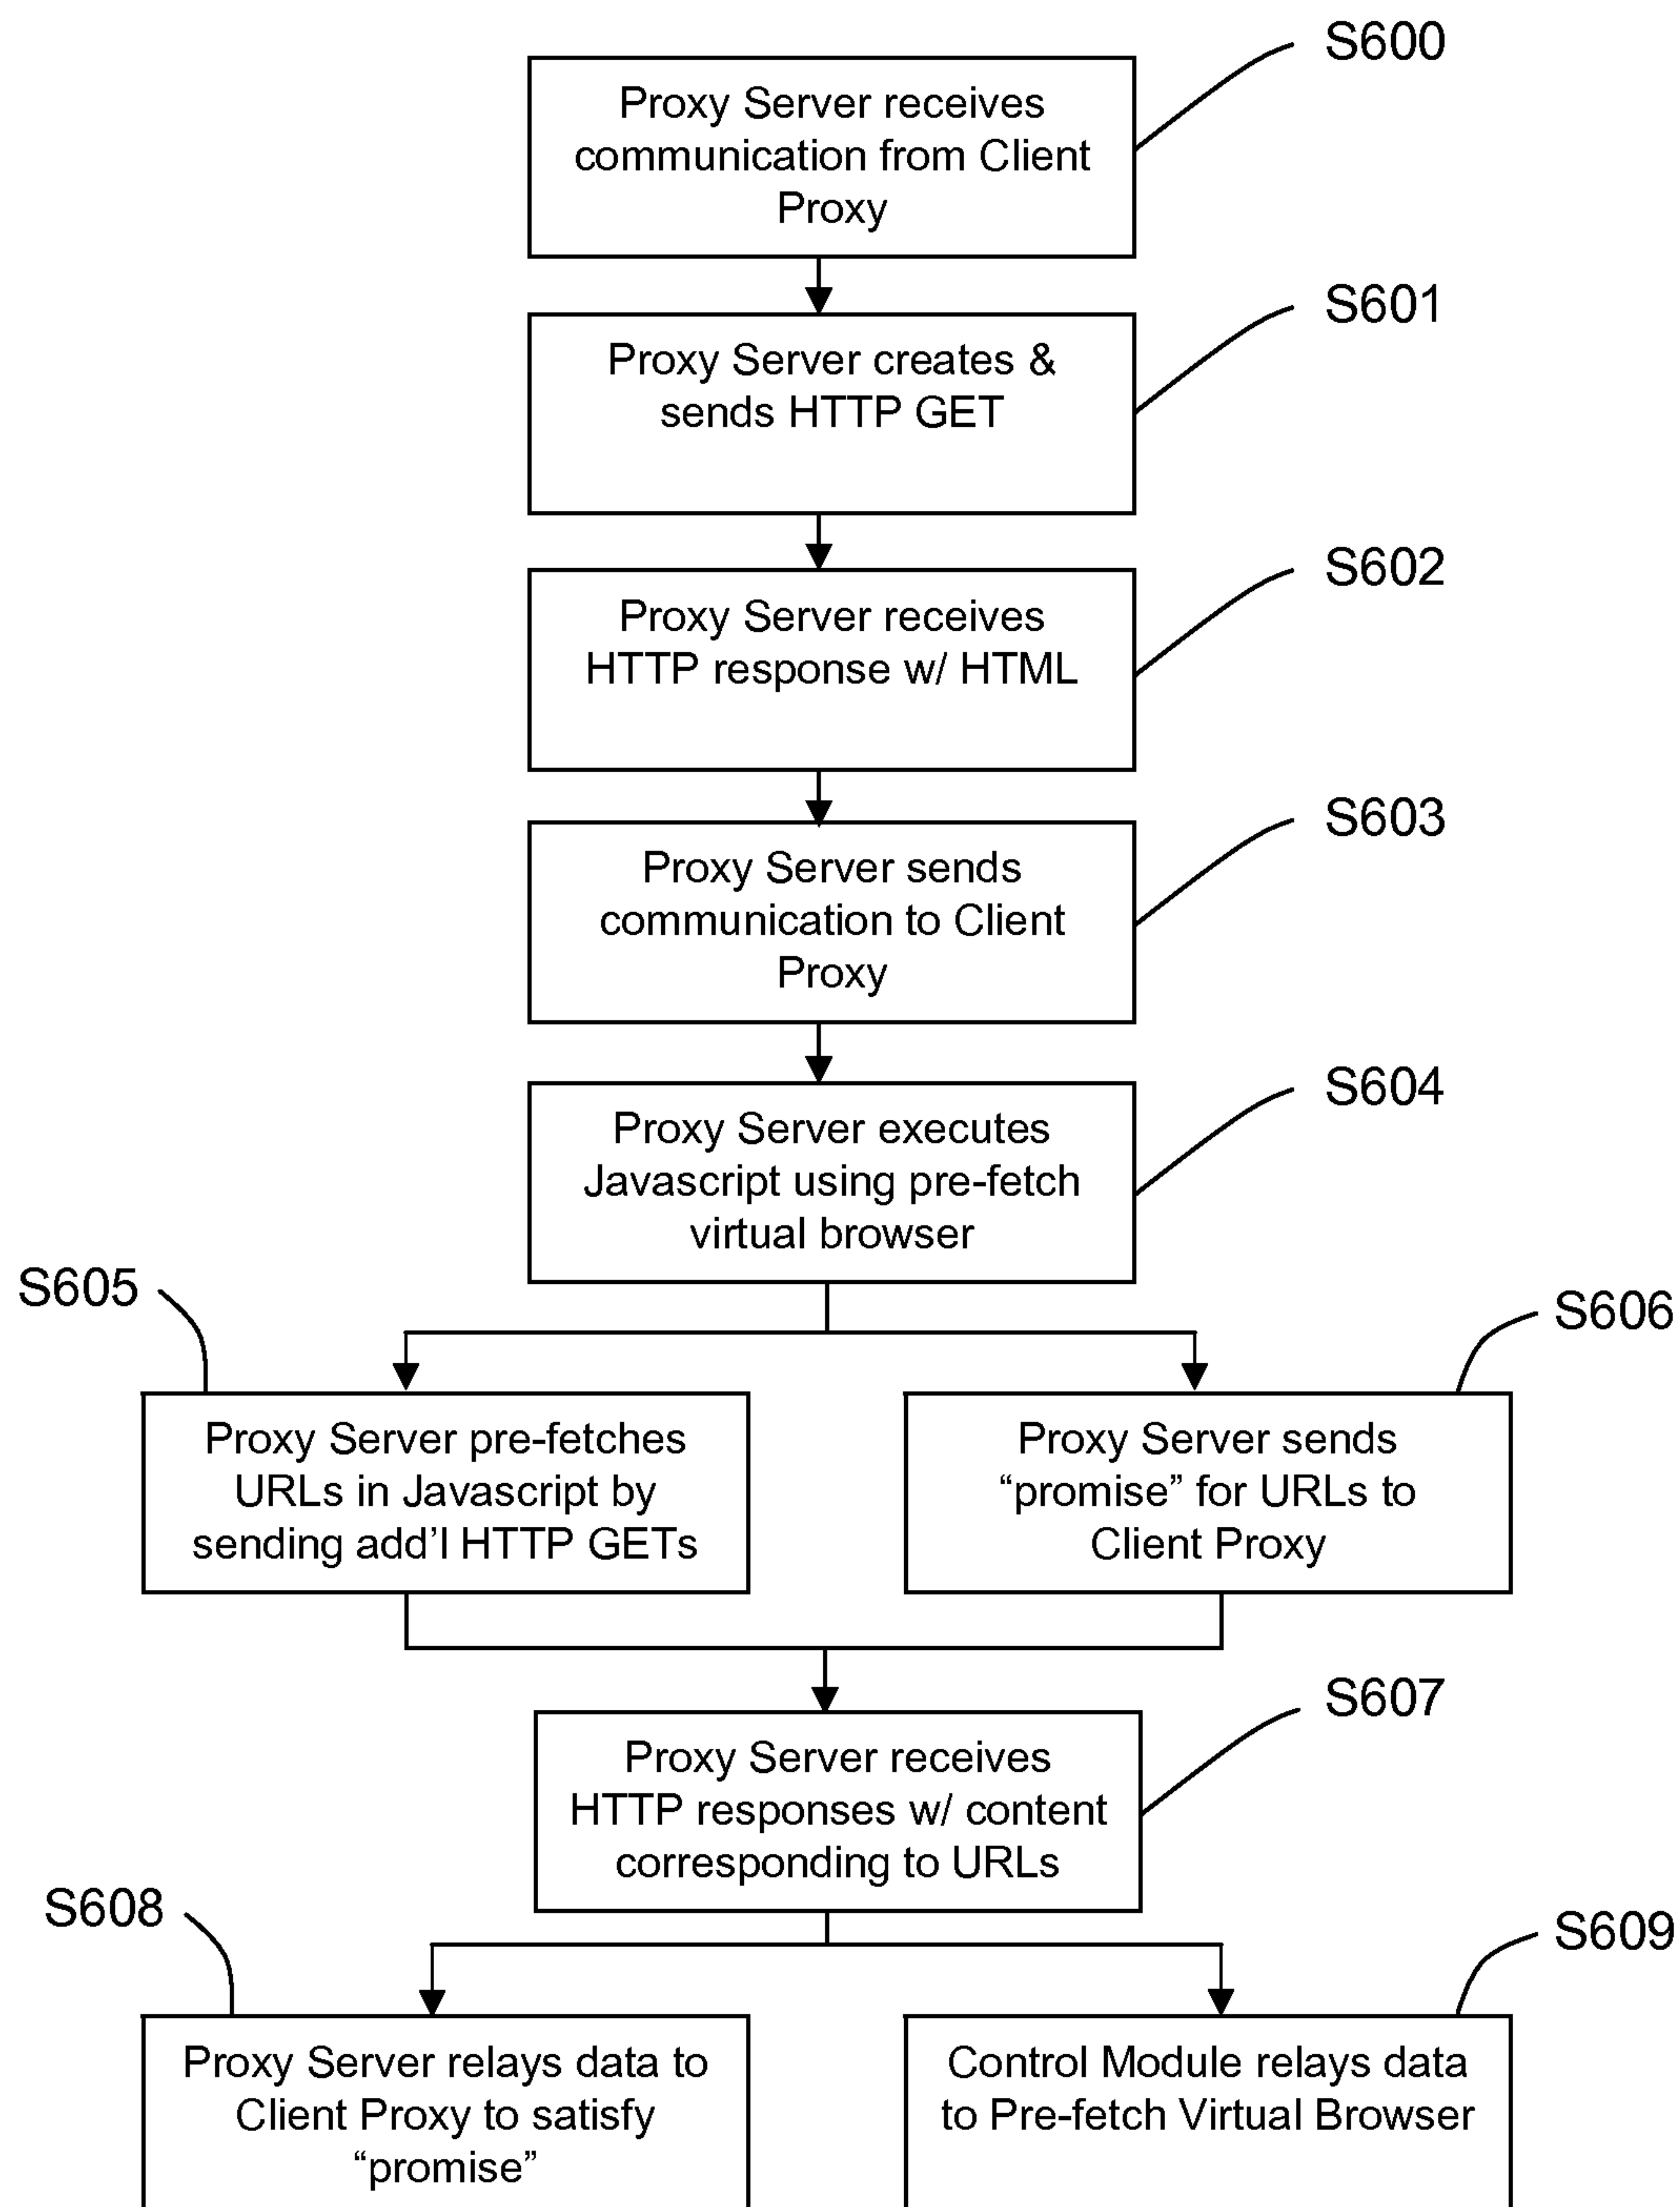 S600
Proxy Server receives
communication from Client
Proxy
S601
Proxy Server creates &
sends HTTP GET
S602
Proxy Server receives
HTTP response w/ HTML
S603
Proxy Server sends
communication to Client
Proxy
S604
Proxy Server executes
Javascript using pre-fetch
virtual browser
S605
Proxy Server pre-fetches
URLs in Javascript by
sending add'l HTTP GETs
S606
Proxy Server sends
“promise” for URLs to
Client Proxy
S607
Proxy Server receives
HTTP responses w/ content
corresponding to URLs
S608
Proxy Server relays data to
Client Proxy to satisfy
“promise”
S609
Control Module relays data
to Pre-fetch Virtual Browser